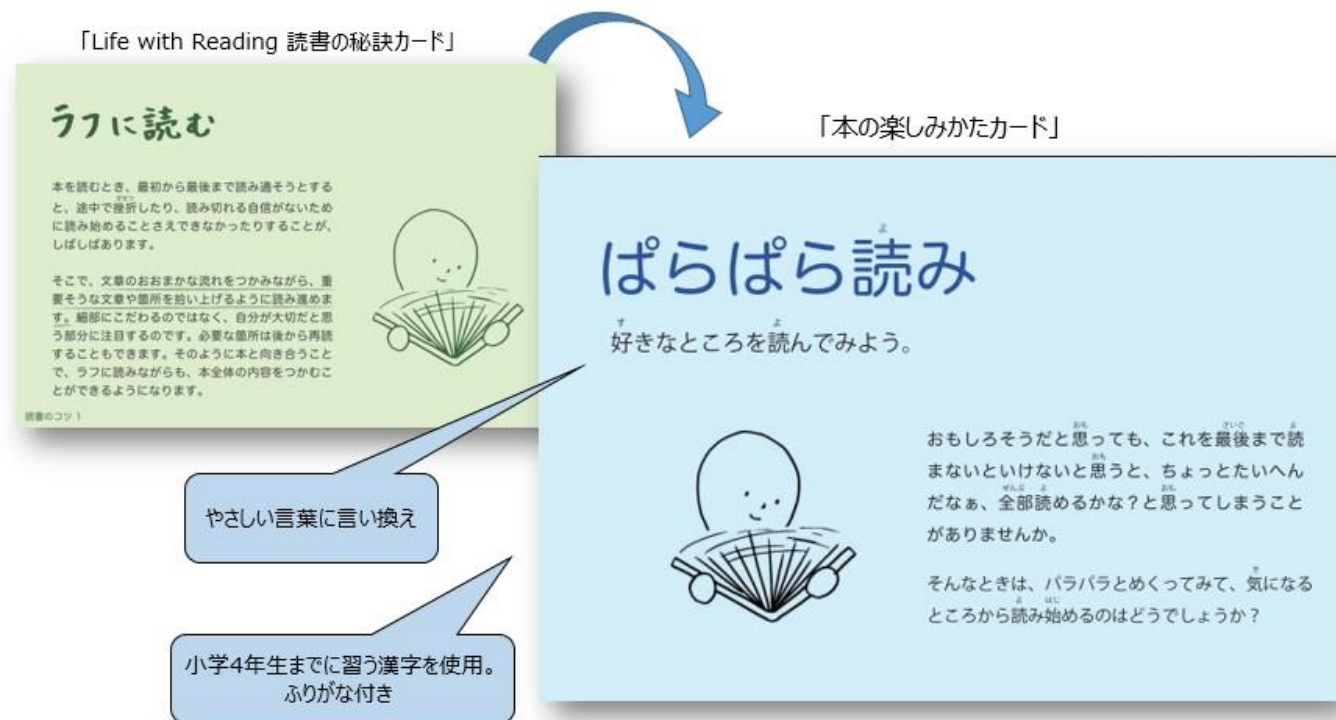 「Life with Reading 読書の秘訣カード」
ラフに読む
本を読むとき、最初から最後まで読み通そうとする
と、途中で挫折したり、読み切れる自信がないため
に読み始めることさえできなかったりすることが、
しばしばあります。
そこで、文章のおおまかな流れをつかみながら、重
要そうな文章や箇所を拾い上げるように読み進めま
す。細部にこだわるのではなく、自分が大切だと思
う部分に注目するのです。必要な箇所は後から再読
することもできます。そのように本と向き合うこと
で、ラフに読みながらも、本全体の内容をつかむこ
とができるようになります。
読書のコツ 1
「本の楽しみかたカード」
ぱらぱら読み
好きなところを読んでみよう。
おもしろそうだと思っても、これを最後まで読
まないといけないと思うと、ちょっとたいへん
だなぁ、全部読めるかな？と思ってしまうこと
がありませんか。
そんなときは、パラパラとめくってみて、気になる
ところから読み始めるのはどうでしょうか？
やさしい言葉に言い換え
小学4年生までに習う漢字を使用。
ふりがな付き